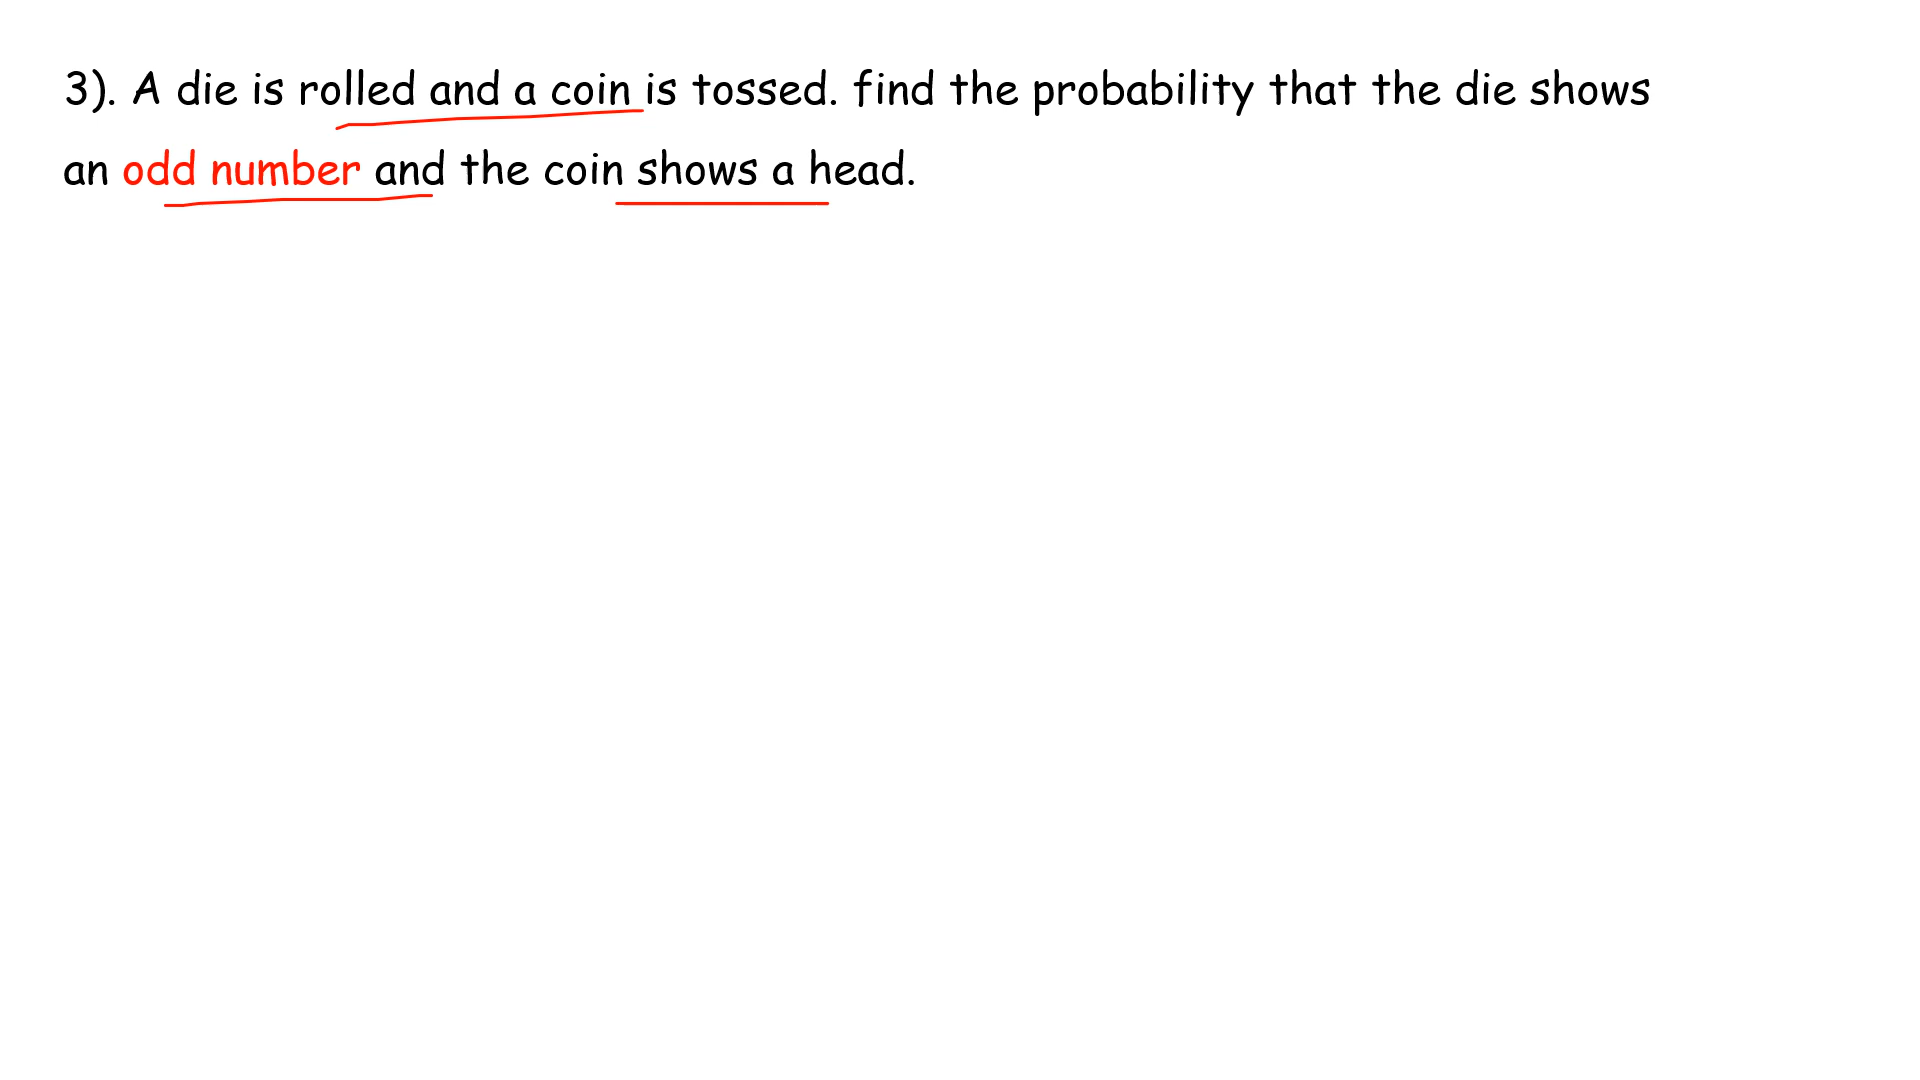 3). A die is rolled and a coin is tossed. find the probability that the die shows
an odd number and the coin shows a head.